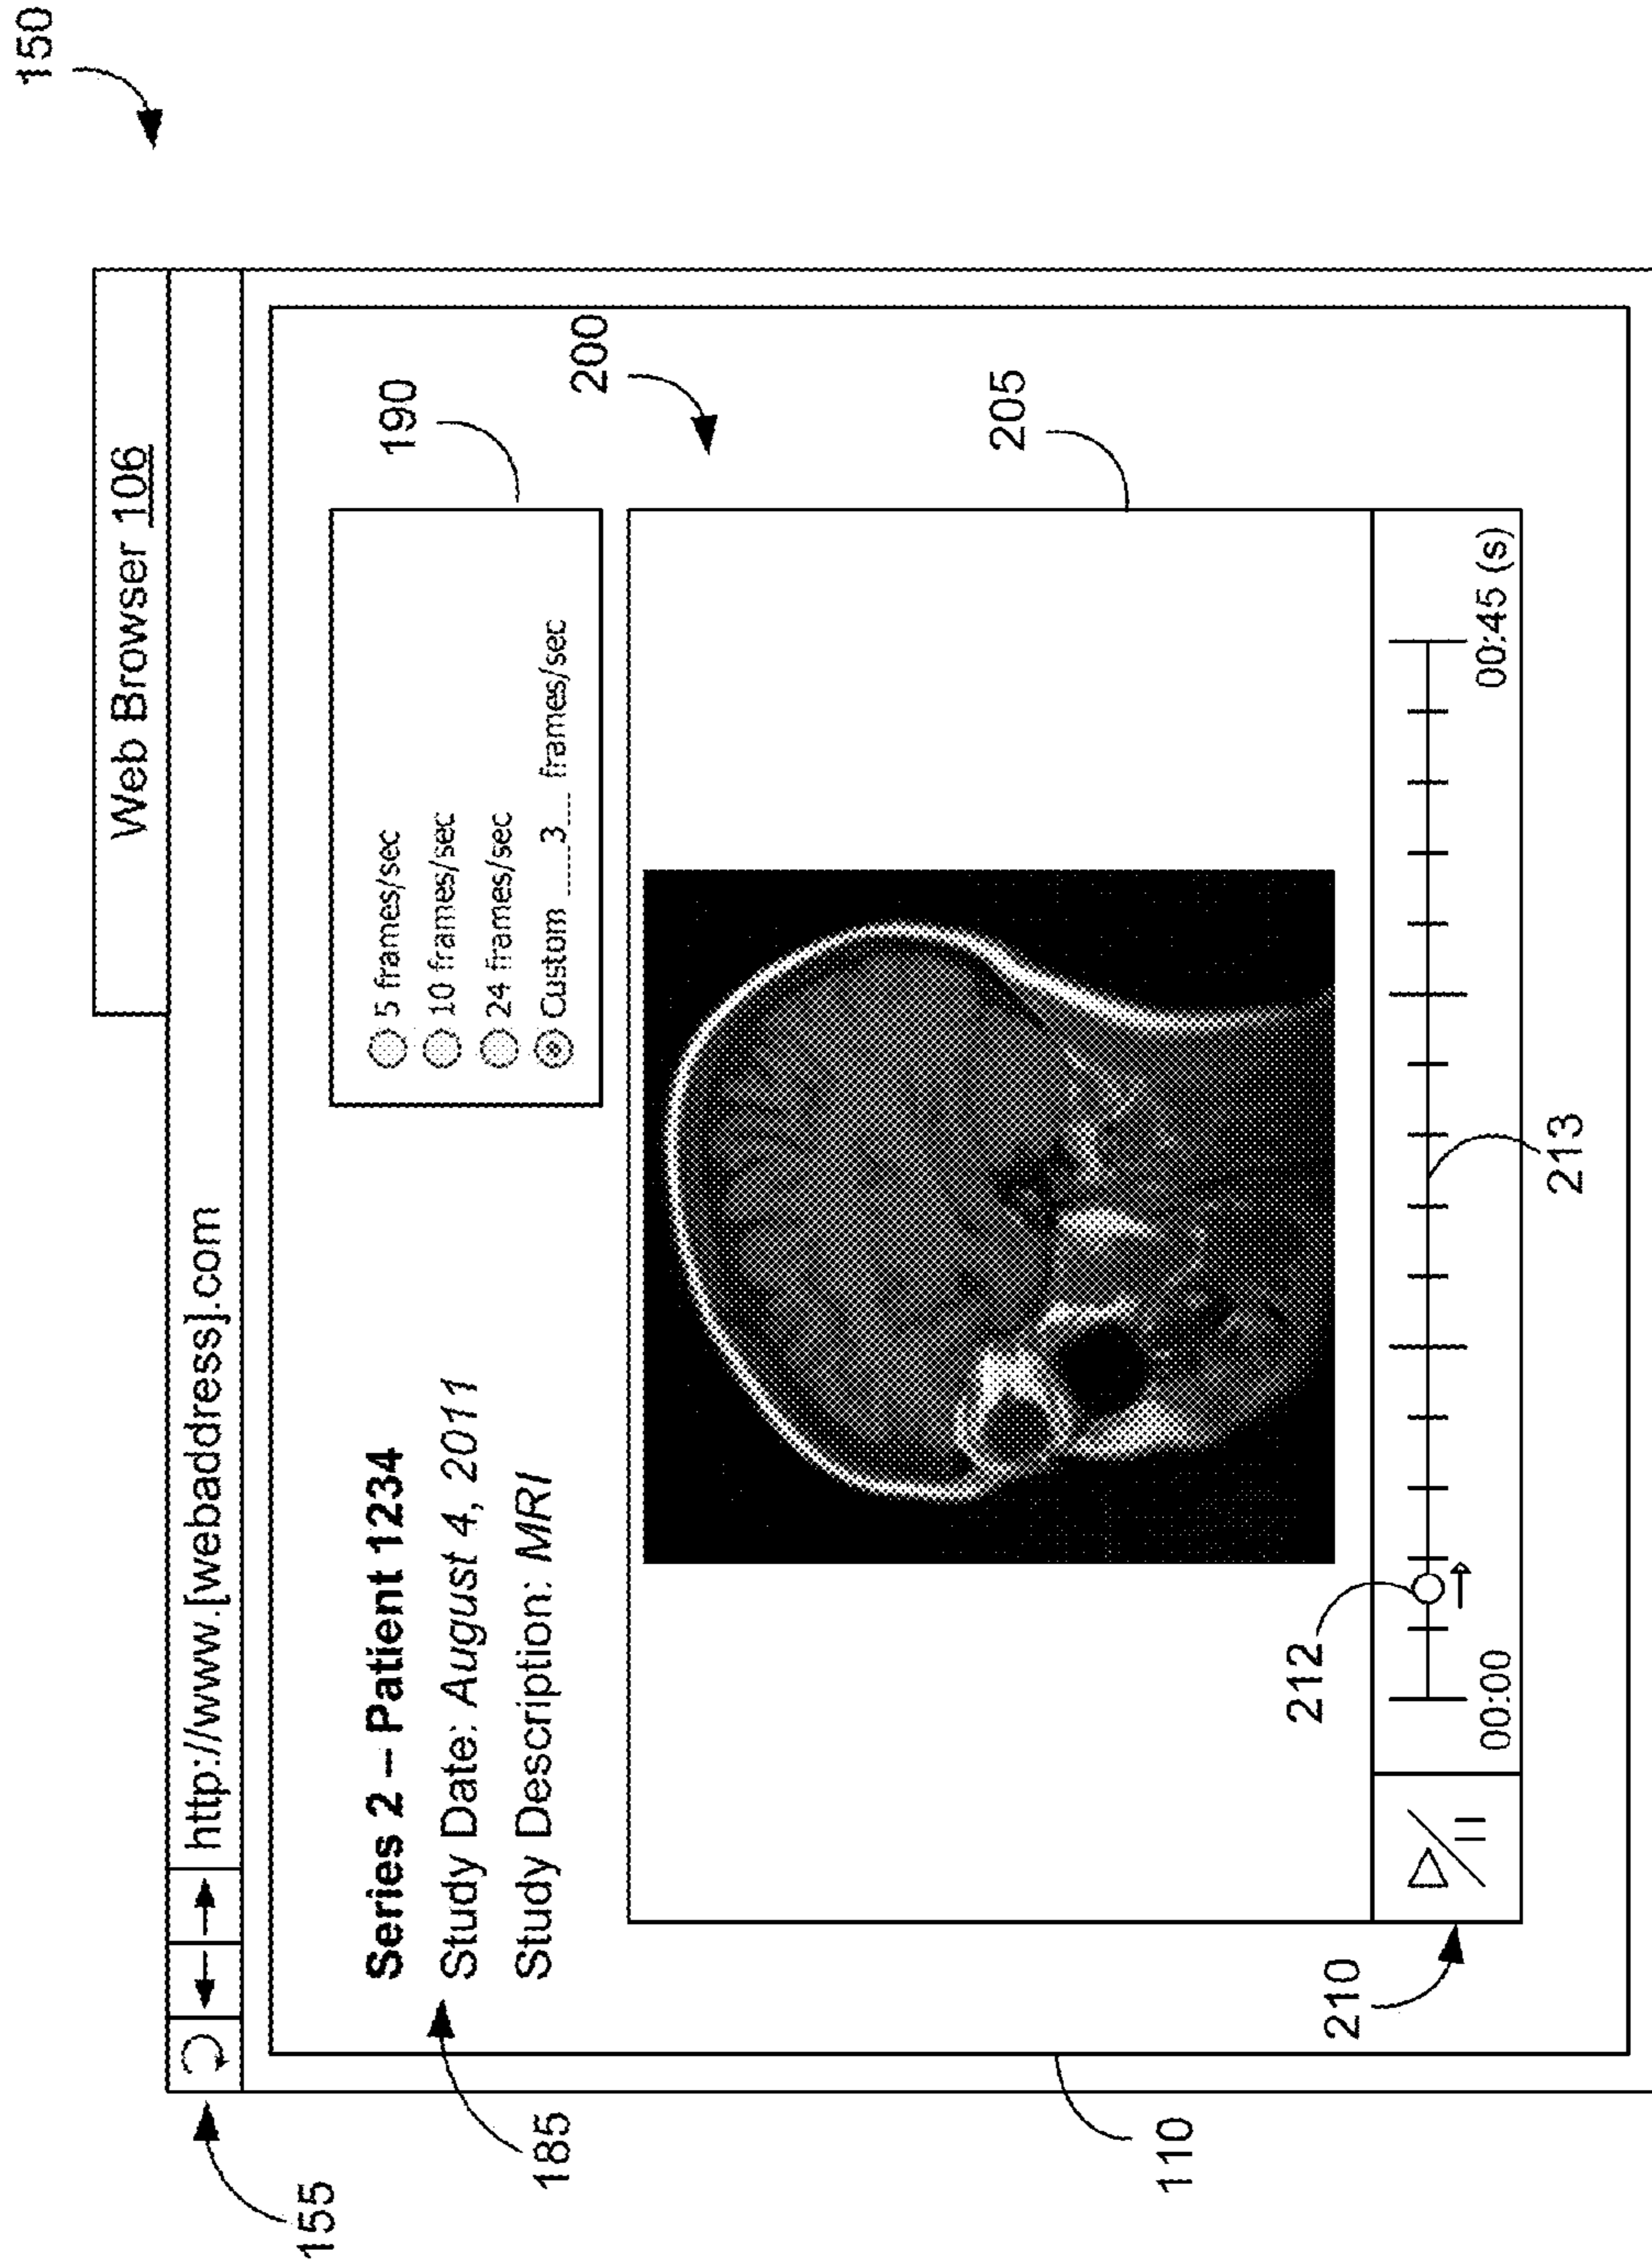 150
Web Browser 106
155
http://www.[webaddress].com
Series 2 – Patient 1234
185
Study Date: August 4, 2011
Study Description: MRI
5 frames/sec
10 frames/sec
24 frames/sec
Custom 3 frames/sec
190
200
205
110
212
210
00:00
00:45 (s)
213